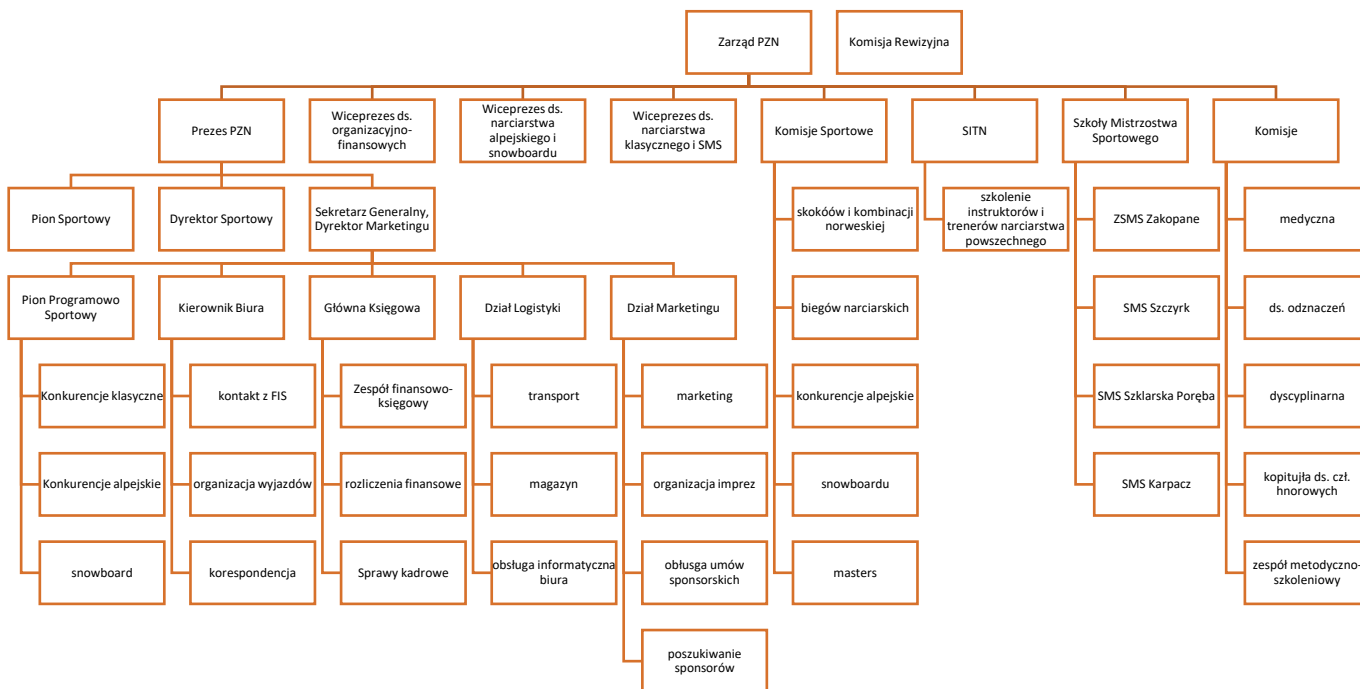 Zarząd PZN
Komisja Rewizyjna
Prezes PZN
Wiceprezes ds.
organizacyjno-
finansowych
Wiceprezes ds.
narciarstwa
alpejskiego i
snowboardu
Wiceprezes ds.
narciarstwa
klasycznego i SMS
Komisje Sportowe
SITN
Szkoły Mistrzostwa
Sportowego
Komisje
Pion Sportowy
Dyrektor Sportowy
Sekretarz Generalny,
Dyrektor Marketingu
skokóów i kombinacji
norweskiej
szkolenie
instruktorów i
trenerów narciarstwa
powszechnego
ZSMS Zakopane
medyczna
Pion Programowo
Sportowy
Kierownik Biura
Główna Księgowa
Dział Logistyki
Dział Marketingu
biegów narciarskich
SMS Szczyrk
ds. odznaczeń
Konkurencje klasyczne
kontakt z FIS
Zespół finansowo-
księgowy
transport
marketing
konkurencje alpejskie
SMS Szklarska Poręba
dyscyplinarna
Konkurencje alpejskie
organizacja wyjazdów
rozliczenia finansowe
magazyn
organizacja imprez
snowboardu
SMS Karpacz
kopitujła ds. czł.
hnorowych
snowboard
korespondencja
Sprawy kadrowe
obsługa informatyczna
biura
obłusga umów
sponsorskich
masters
zespół metodyczno-
szkoleniowy
poszukiwanie
sponsorów